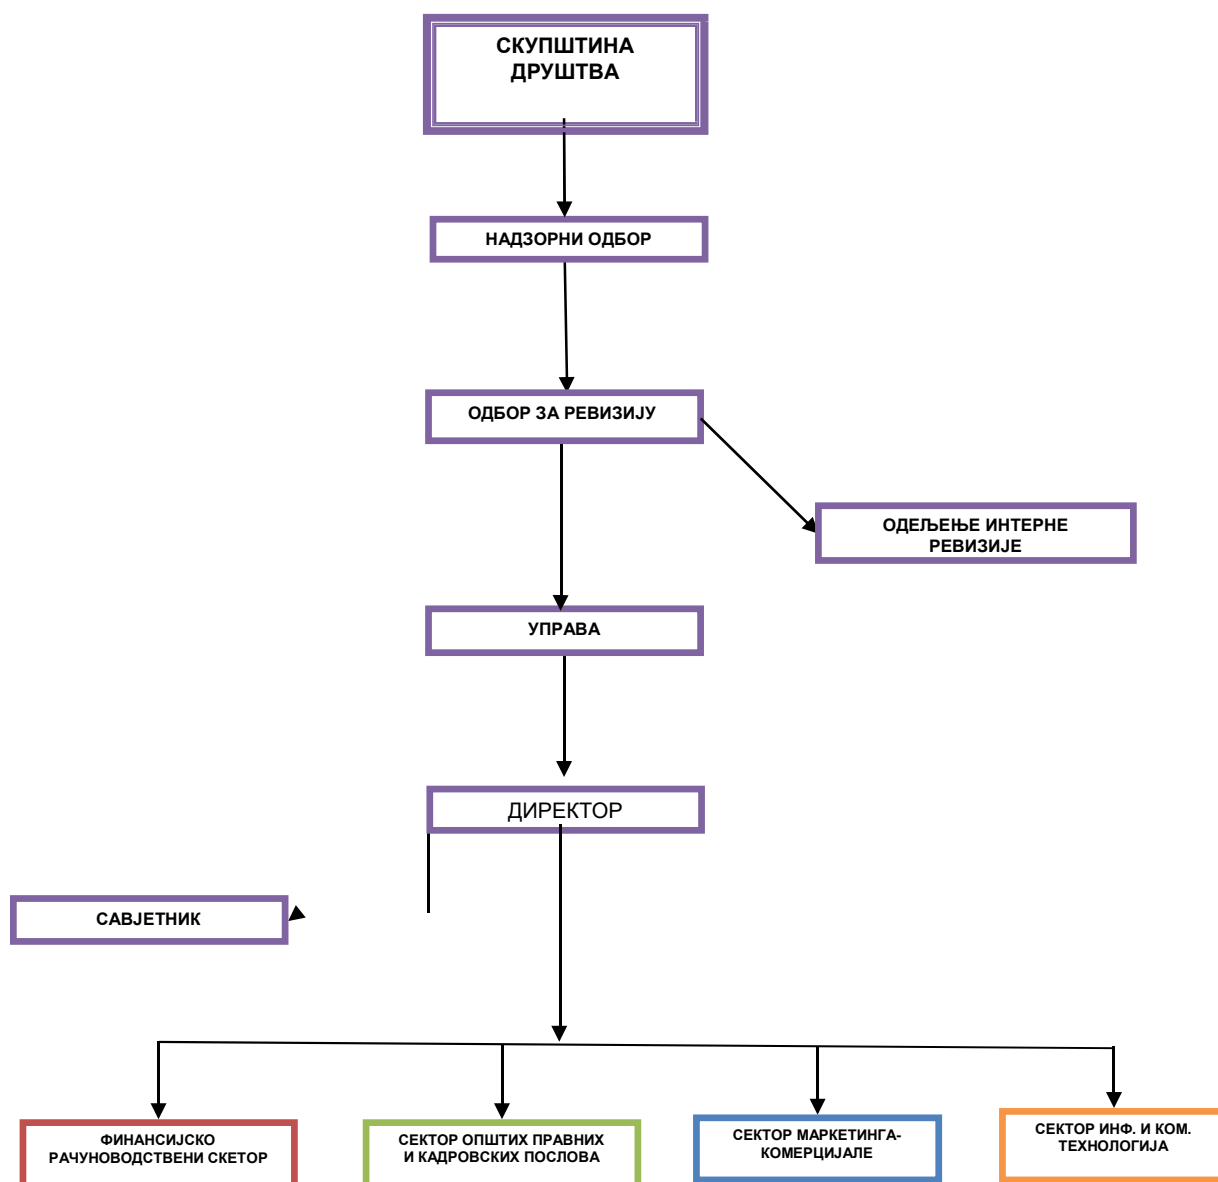 СКУПШТИНА
ДРУШТВА
НАДЗОРНИ ОДБОР
ОДБОР ЗА РЕВИЗИЈУ
ОДЕЉЕЊЕ ИНТЕРНЕ
РЕВИЗИЈЕ
УПРАВА
ДИРЕКТОР
САВЈЕТНИК
ФИНАНСИЈСКО
РАЧУНОВОДСТВЕНИ СКЕТОР
СЕКТОР ОПШТИХ ПРАВНИХ
И КАДРОВСКИХ ПОСЛОВА
СЕКТОР МАРКЕТИНГА-
КОМЕРЦИЈАЛЕ
СЕКТОР ИНФ. И КОМ.
ТЕХНОЛОГИЈА